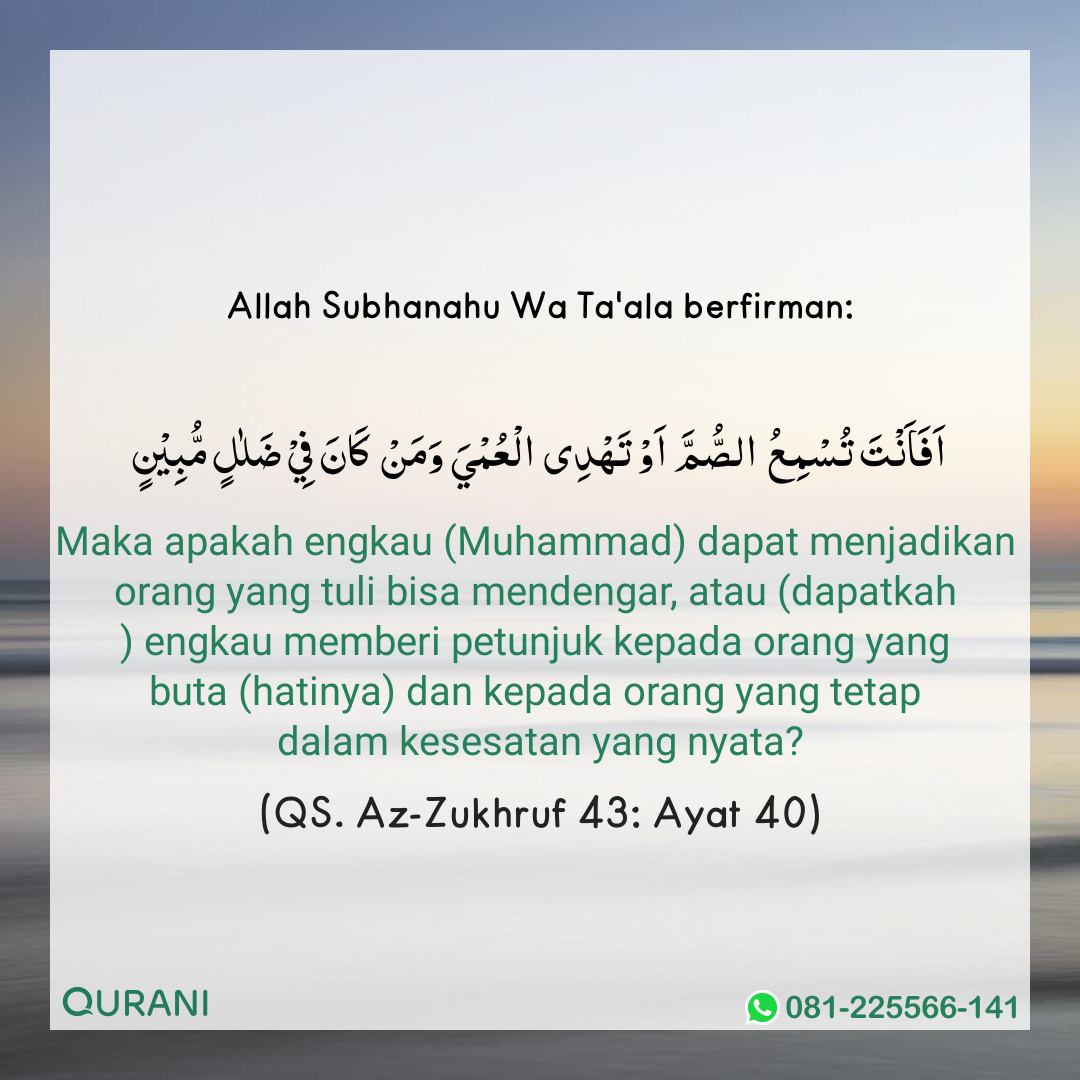 Allah Subhanahu Wa Ta'ala berfirman:
اَفَاَنْتَ تُسْمِعُ الصُّمَّ اَوْ تَهْدِى الْعُمْيَ وَمَنْ كَانَ فِيْ ضَلٰلٍ مُّبِيْنٍ
Maka apakah engkau (Muhammad) dapat menjadikan
orang yang tuli bisa mendengar, atau (dapatkah
) engkau memberi petunjuk kepada orang yang
buta (hatinya) dan kepada orang yang tetap
dalam kesesatan yang nyata?
(QS. Az-Zukhruf 43: Ayat 40)
QURANI
081-225566-141